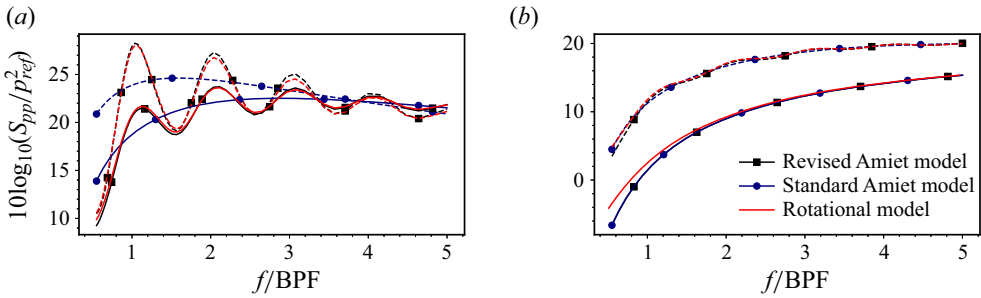 (a)
(b)
10log₁₀(Sₚₚ/p²ref)
25
20
15
10
1
2
3
4
5
f/BPF
20
10
0
1
2
3
4
5
f/BPF
Revised Amiet model
Standard Amiet model
Rotational model